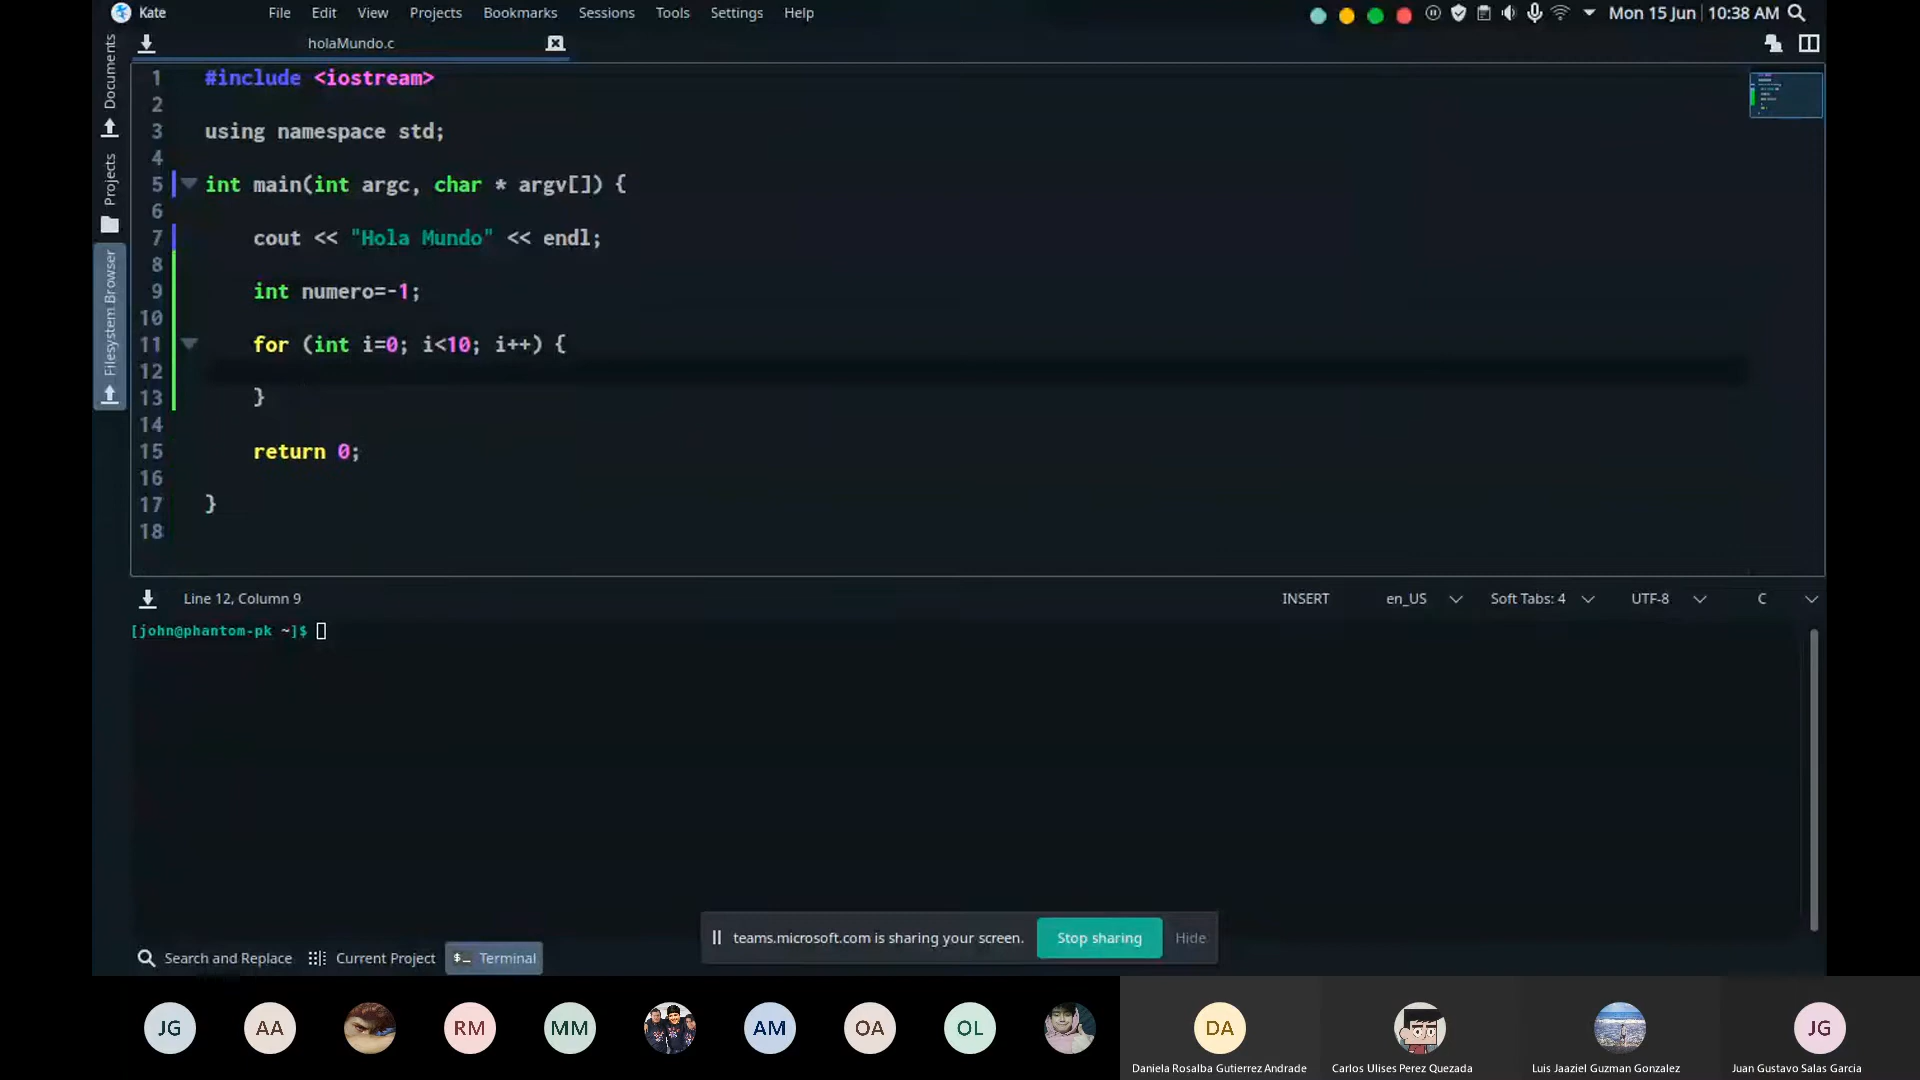 Kate File Edit View Projects Bookmarks Sessions Tools Settings Help Mon 15 Jun 10:38 AM
holaMundo.c
Documents
Projects
Filesystem Browser
1 #include <iostream>
2
3 using namespace std;
4
5 int main(int argc, char * argv[]) {
6
7 cout << "Hola Mundo" << endl;
8
9 int numero=-1;
10
11 for (int i=0; i<10; i++) {
12
13 }
14
15 return 0;
16
17 }
18
Line 12, Column 9 INSERT en_US Soft Tabs: 4 UTF-8 C
[john@phantom-pk ~]$
teams.microsoft.com is sharing your screen. Stop sharing Hide
Search and Replace Current Project $_ Terminal
JG AA RM MM AM OA OL DA JG
Daniela Rosalba Gutierrez Andrade Carlos Ulises Perez Quezada Luis Jaaziel Guzman Gonzalez Juan Gustavo Salas Garcia